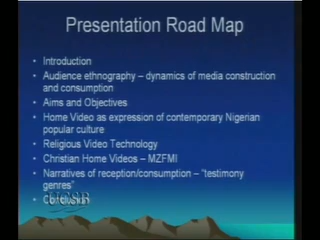 Presentation Road Map
• Introduction
• Audience ethnography – dynamics of media construction
and consumption
• Aims and Objectives
• Home Video as expression of contemporary Nigerian
popular culture
• Religious Video Technology
• Christian Home Videos – MZFMI
• Narratives of reception/consumption – “testimony
genres”
• Conclusion
UCSB